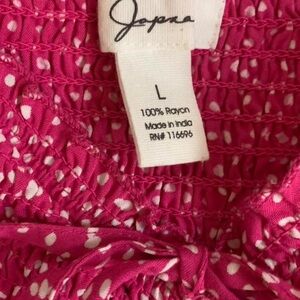 Japna
L
100% Rayon
Made in India
RN# 116696